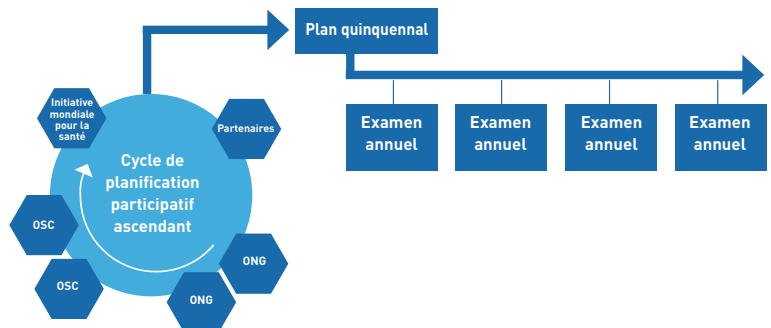 Plan quinquennal
Initiative
mondiale
pour la
santé
Partenaires
Cycle de
planification
participatif
ascendant
OSC
OSC
ONG
ONG
Examen
annuel
Examen
annuel
Examen
annuel
Examen
annuel